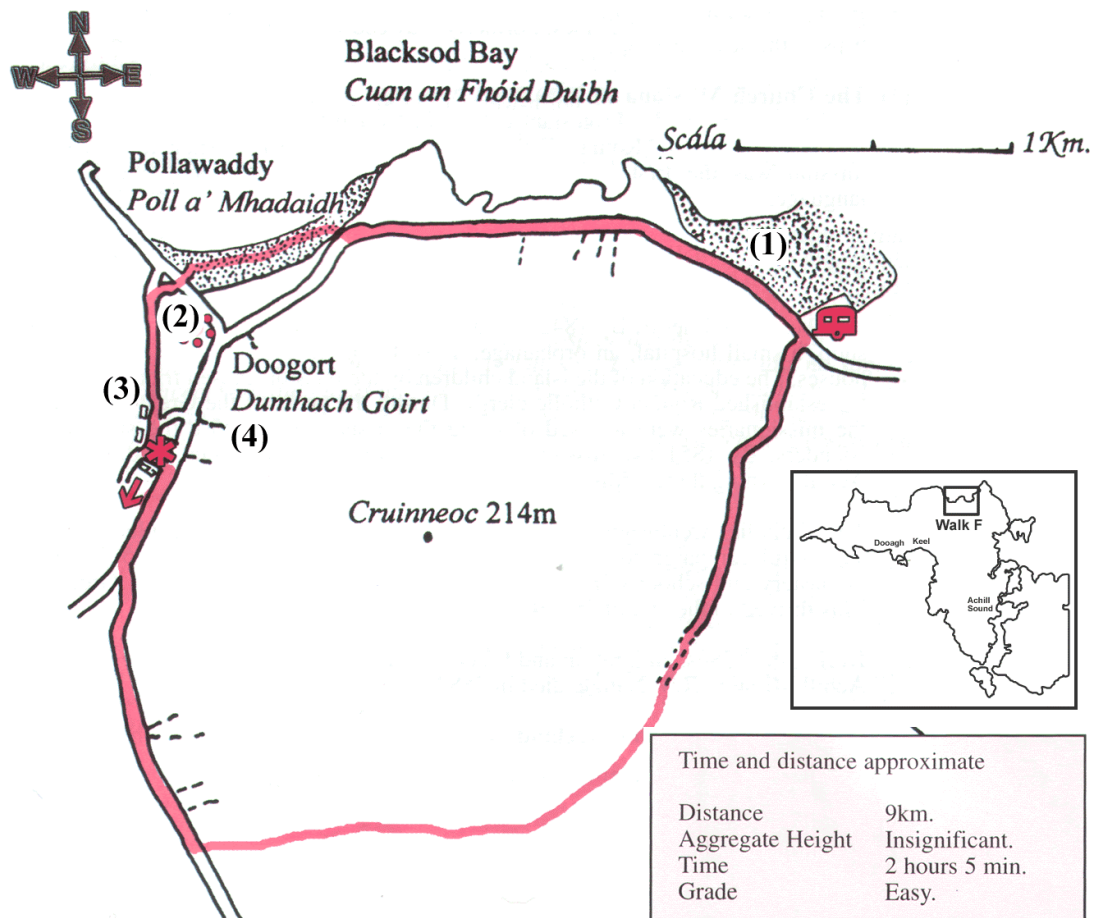 N
W E
S
Blacksod Bay
Cuan an Fhóid Duibh
Scála 1Km.
Pollawaddy
Poll a' Mhadaidh
(1)
(2)
(3)
Doogort
Dumhach Goirt
(4)
Cruinneoc 214m
Walk F
Dooagh Keel
Achill
Sound
Time and distance approximate
Distance 9km.
Aggregate Height Insignificant.
Time 2 hours 5 min.
Grade Easy.